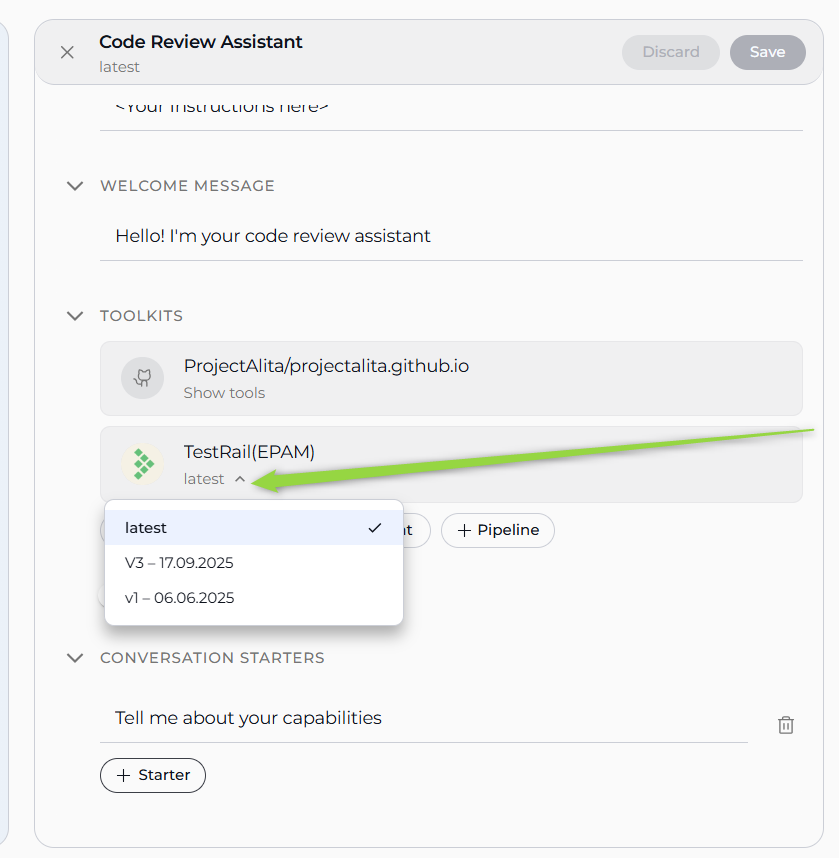 Code Review Assistant
latest
Discard
Save
<Your instructions here>
WELCOME MESSAGE
Hello! I'm your code review assistant
TOOLKITS
ProjectAlita/projectalita.github.io
Show tools
TestRail(EPAM)
latest
latest
V3 – 17.09.2025
v1 – 06.06.2025
+ Pipeline
CONVERSATION STARTERS
Tell me about your capabilities
+ Starter